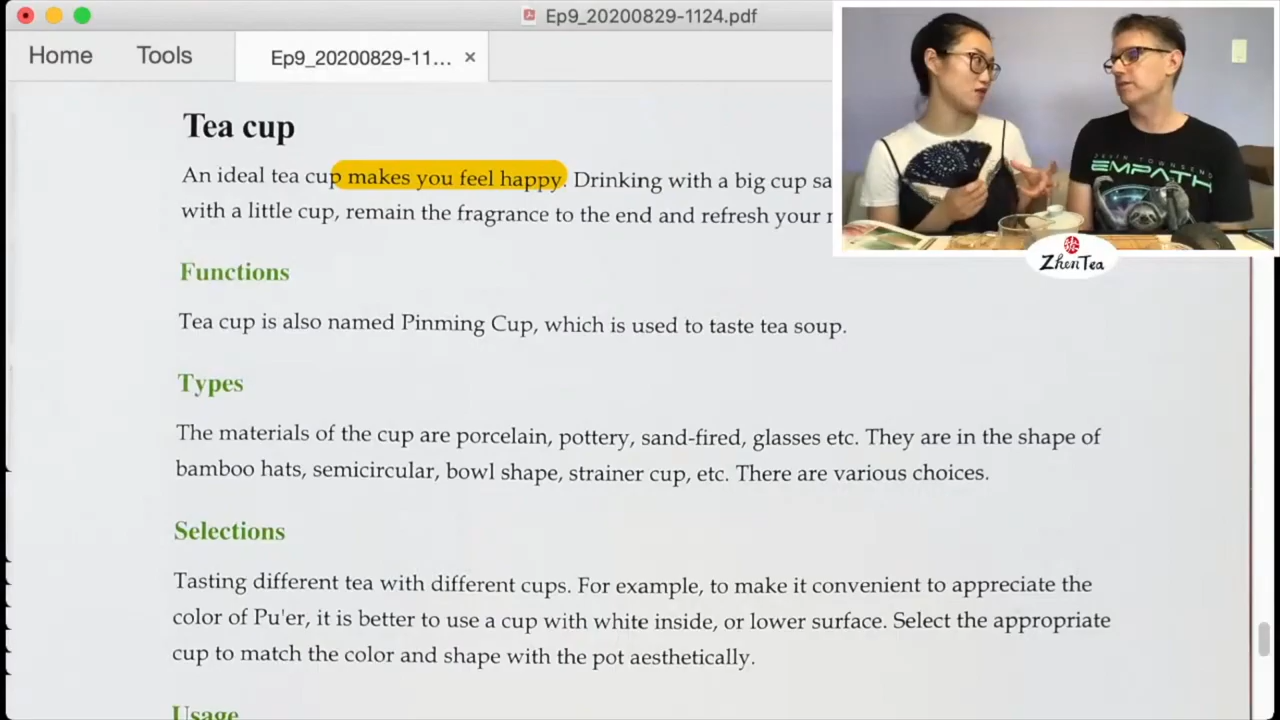 Ep9_20200829-1124.pdf
Home
Tools
Ep9_20200829-11...
Tea cup
An ideal tea cup makes you feel happy. Drinking with a big cup sa
with a little cup, remain the fragrance to the end and refresh your
Functions
Tea cup is also named Pinming Cup, which is used to taste tea soup.
Types
The materials of the cup are porcelain, pottery, sand-fired, glasses etc. They are in the shape of
bamboo hats, semicircular, bowl shape, strainer cup, etc. There are various choices.
Selections
Tasting different tea with different cups. For example, to make it convenient to appreciate the
color of Pu'er, it is better to use a cup with white inside, or lower surface. Select the appropriate
cup to match the color and shape with the pot aesthetically.
Usage
DEVIN TOWNSEND
EMPATH
ZhenTea